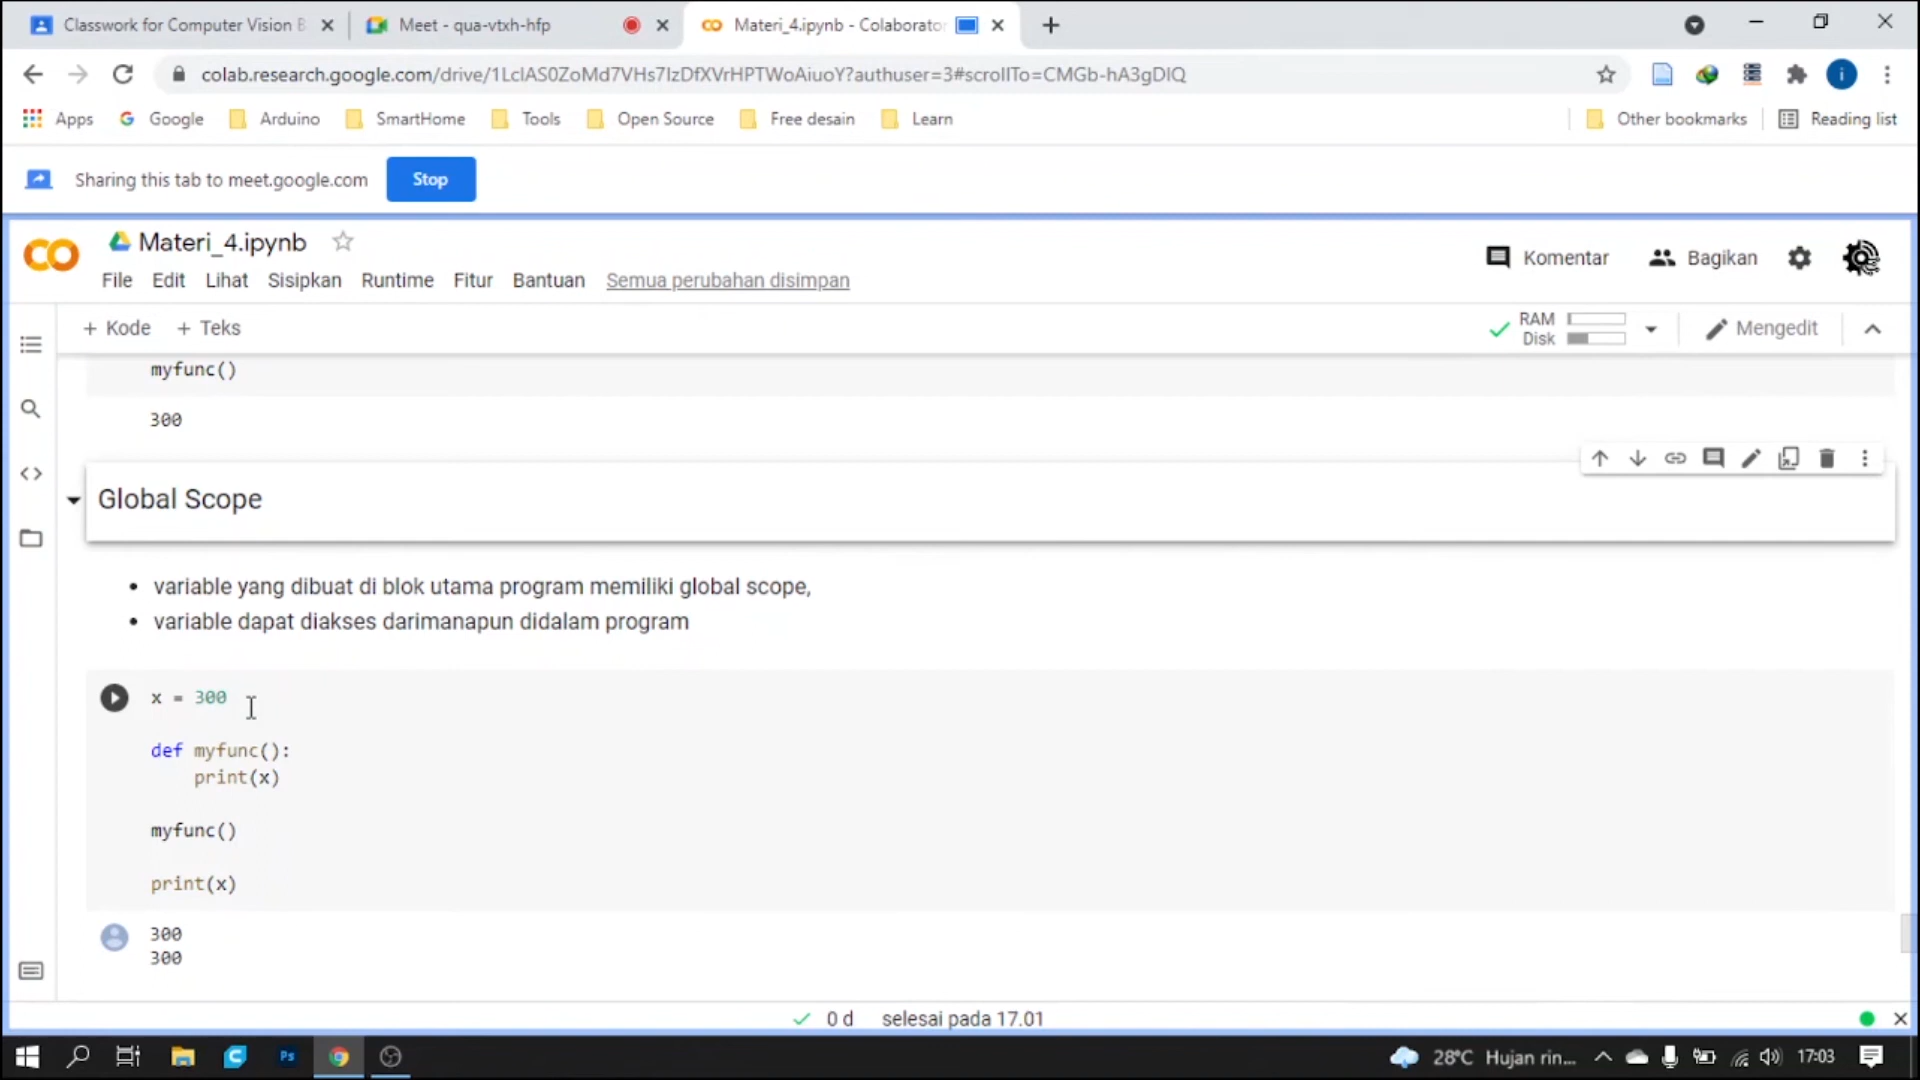 Classwork for Computer Vision B
Meet - qua-vtxh-hfp
Materi_4.ipynb - Colaborator
colab.research.google.com/drive/1LclAS0ZoMd7VHs7IzDfXVrHPTWoAiuoY?authuser=3#scrollTo=CMGb-hA3gDIQ
i
Apps
Google
Arduino
SmartHome
Tools
Open Source
Free desain
Learn
Other bookmarks
Reading list
Sharing this tab to meet.google.com
Stop
Materi_4.ipynb
Komentar
Bagikan
File Edit Lihat Sisipkan Runtime Fitur Bantuan Semua perubahan disimpan
+ Kode + Teks
RAM
Disk
Mengedit
myfunc()
300
Global Scope
• variable yang dibuat di blok utama program memiliki global scope,
• variable dapat diakses darimanapun didalam program
x = 300
def myfunc():
print(x)
myfunc()
print(x)
300
300
0 d selesai pada 17.01
Ps
28°C Hujan rin...
17:03